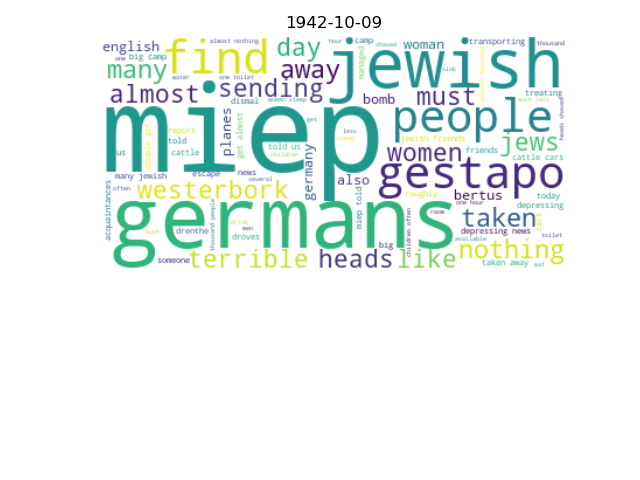 1942-10-09
almost nothing
hour
camp
shaved
woman
transporting
thousand
english
one
big camp
find
day
jewish
many
away
managed
almost
water
one toilet
sending
bomb
must
sink
treating
much less
miep
dismal
women sleep
planes
get almost
get
people
heads shaved
us
people get
report
told
cattle
told us
children
less
sleep
women
jewish friends
friends
jews
cattle cars
many jewish
escape
news
several
germany
also
gestapo
acquaintances
often
westerbork
miep told
roughly
bertus
one hour
today
depressing
germans
thousand people
drenthe
much
drink
men
droves
room
children often
taken
depressing news
available
cart
toilet
big
someone
terrible
heads
like
nothing
taken away
eat